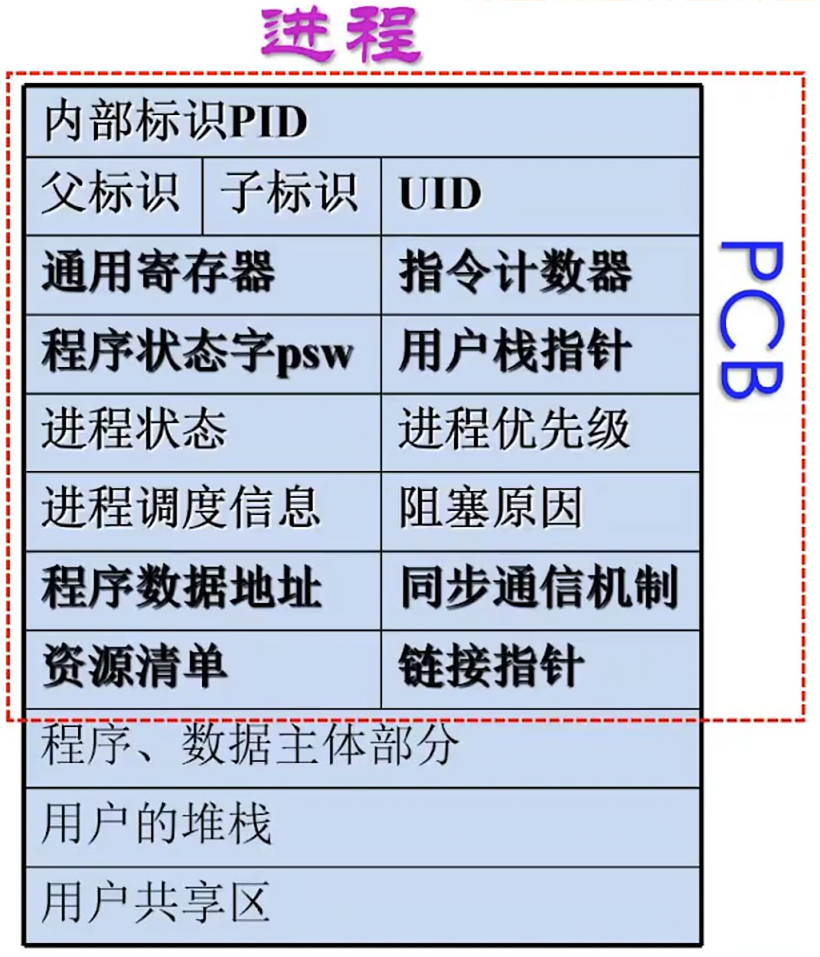 进程
内部标识PID
父标识 子标识 UID
通用寄存器 指令计数器
程序状态字psw 用户栈指针
进程状态 进程优先级
进程调度信息 阻塞原因
程序数据地址 同步通信机制
资源清单 链接指针
PCB
程序、数据主体部分
用户的堆栈
用户共享区